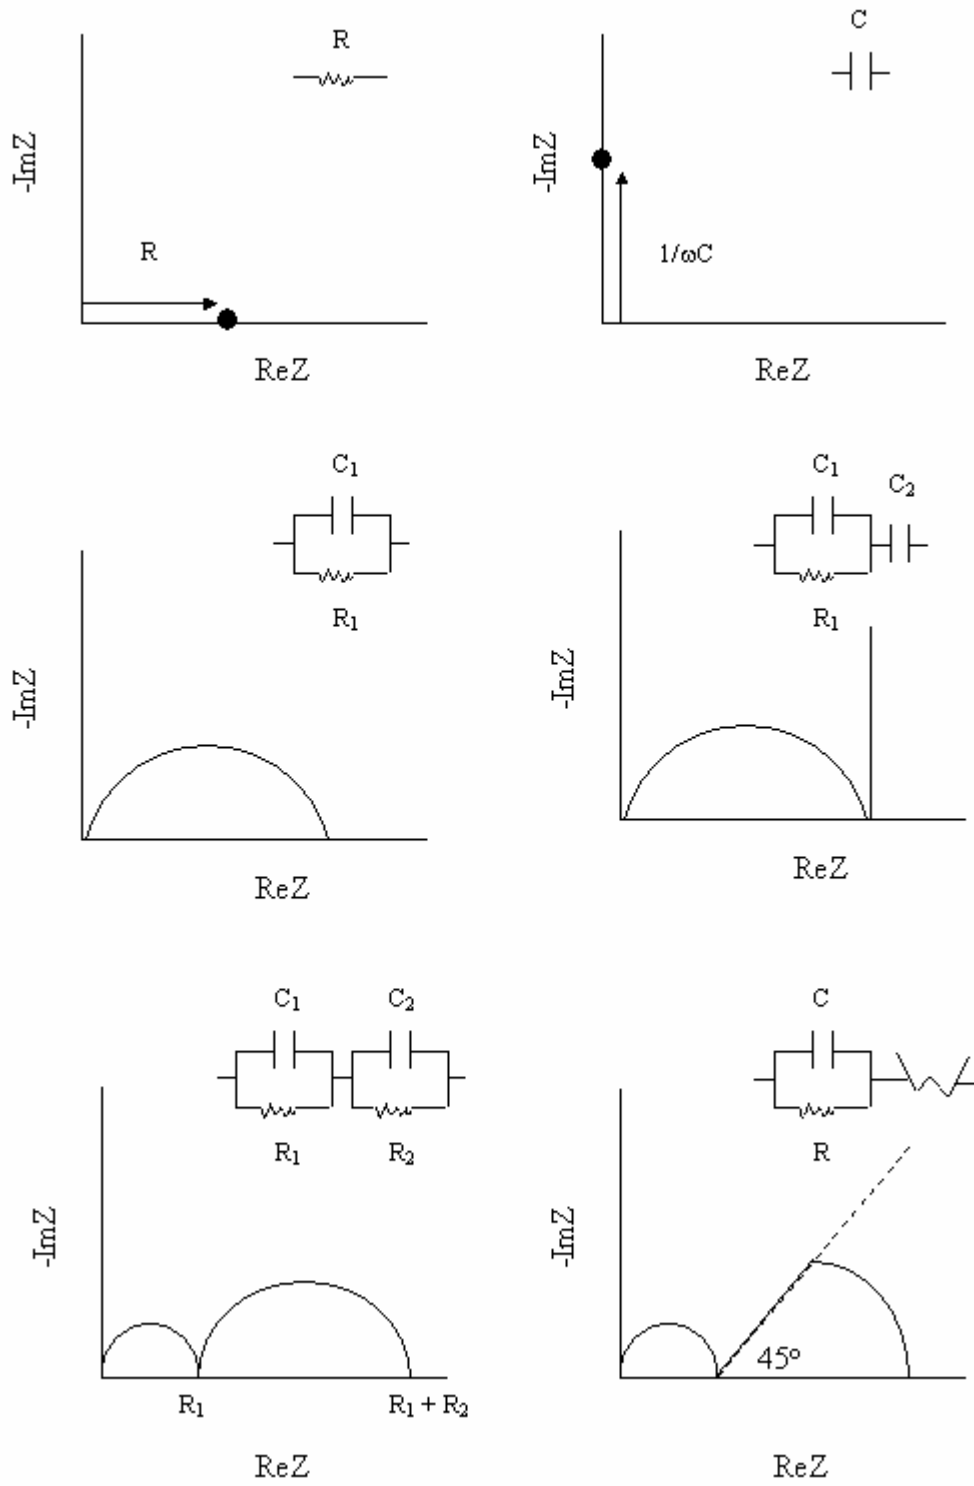 R
-ImZ
R
ReZ
C
-ImZ
1/ωC
ReZ
C₁
R₁
-ImZ
ReZ
C₁
C₂
R₁
-ImZ
ReZ
C₁ C₂
R₁ R₂
-ImZ
R₁ R₁ + R₂
ReZ
C
R
-ImZ
45º
ReZ